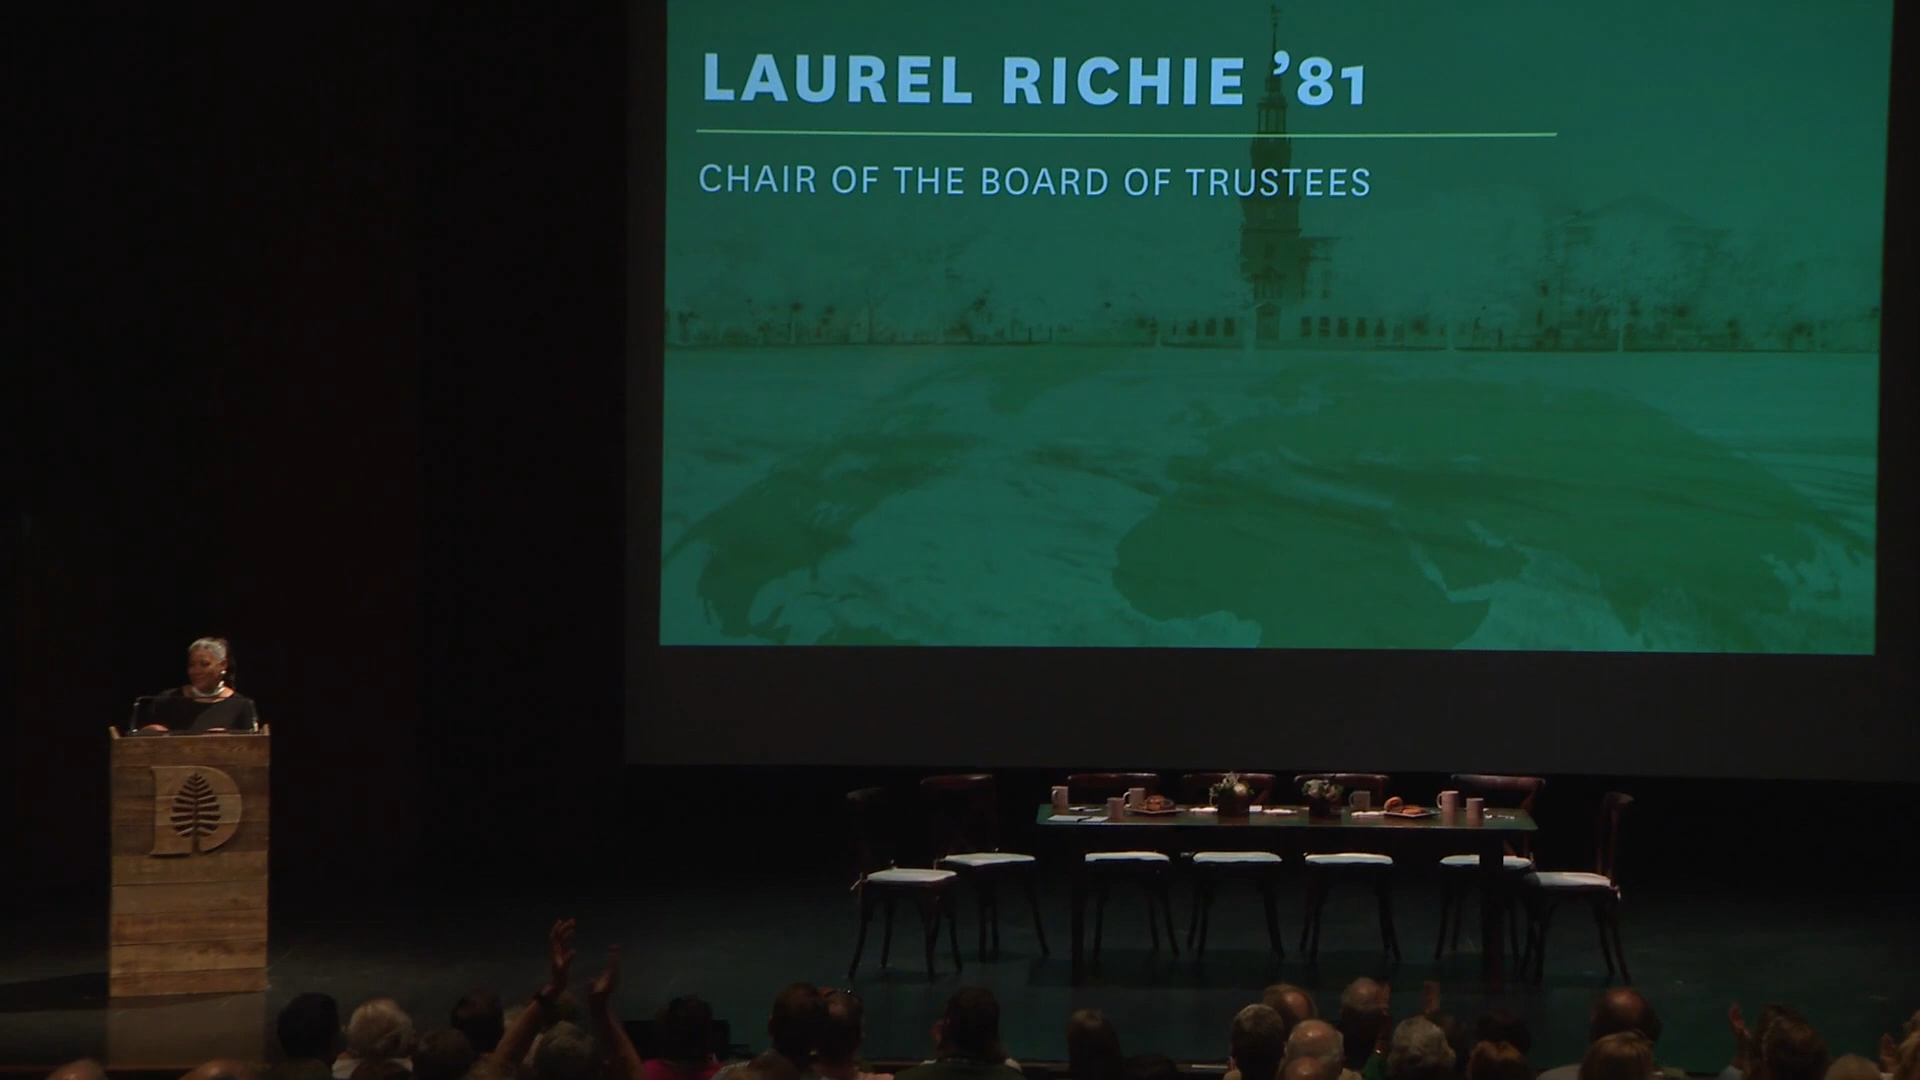 LAUREL RICHIE ’81
CHAIR OF THE BOARD OF TRUSTEES
D